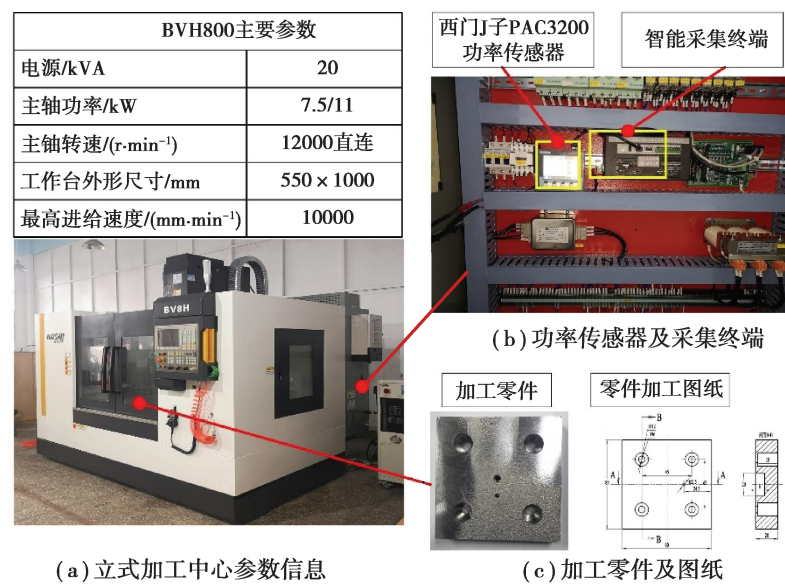 BVH800主要参数
电源/kVA 20
主轴功率/kW 7.5/11
主轴转速/(r·min⁻¹) 12000直连
工作台外形尺寸/mm 550×1000
最高进给速度/(mm·min⁻¹) 10000
BV8H
(a)立式加工中心参数信息
西门J子PAC3200
功率传感器
智能采集终端
(b)功率传感器及采集终端
加工零件
零件加工图纸
B
A
A
B
(c)加工零件及图纸